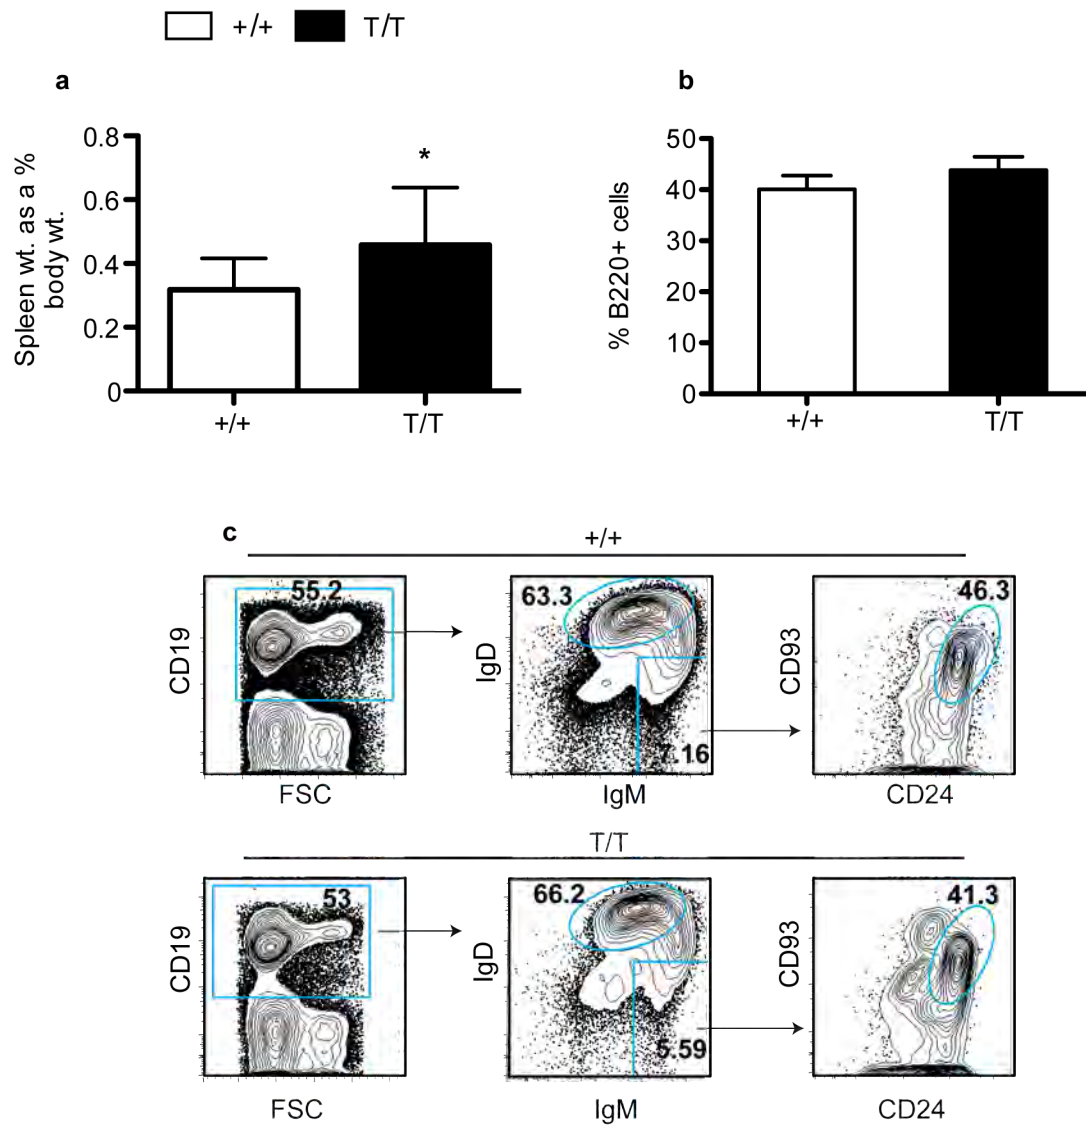 +/+ T/T
a
b
Spleen wt. as a %
body wt.
0.8
0.6
0.4
0.2
0
*
+/+ T/T
% B220+ cells
50
40
30
20
10
0
+/+ T/T
c
+/+
CD19
55.2
FSC
IgD
63.3
7.16
IgM
CD93
46.3
CD24
T/T
CD19
53
FSC
IgD
66.2
5.59
IgM
CD93
41.3
CD24